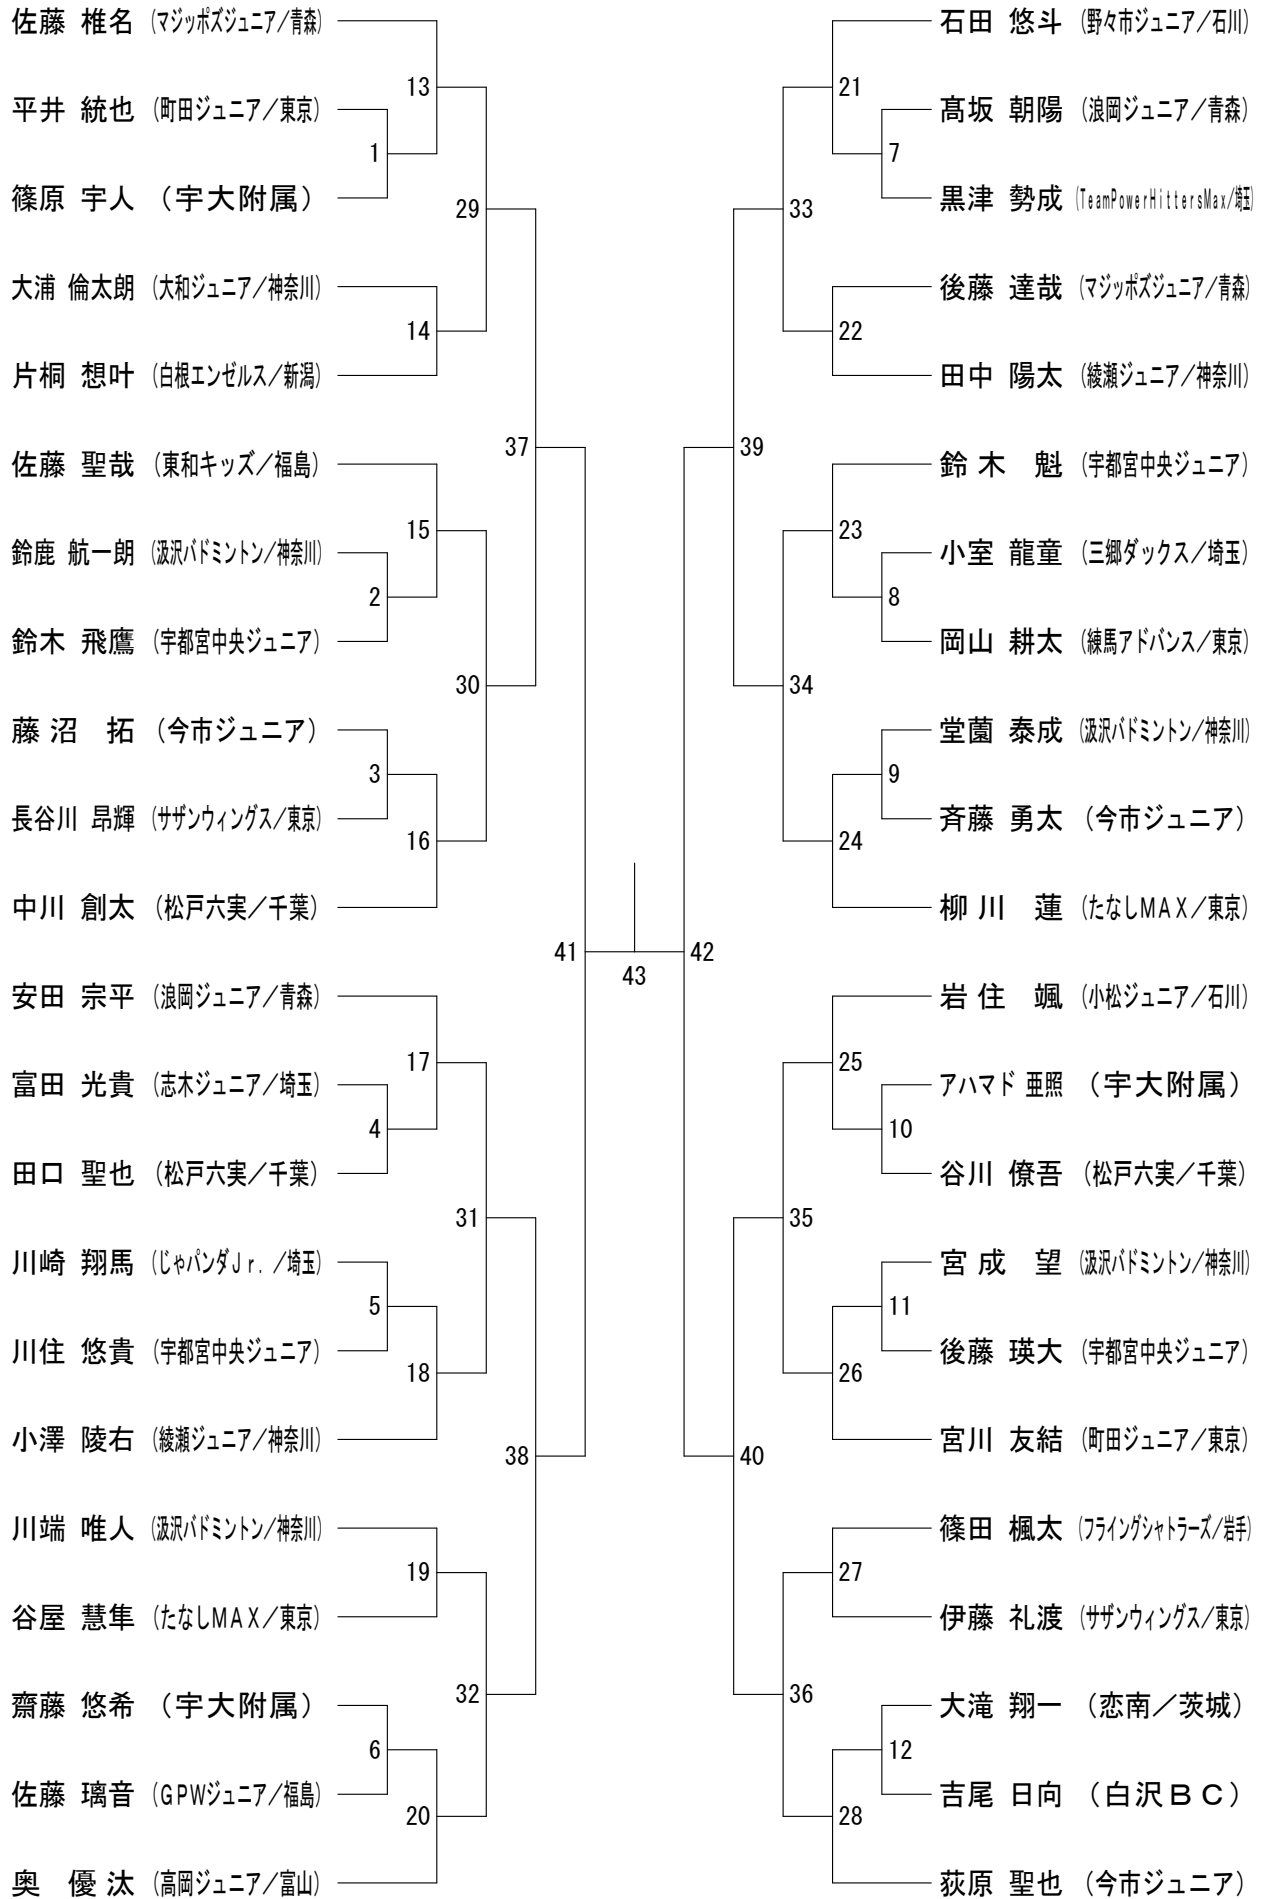 佐藤 椎名 (マジッポズジュニア/青森)
13
平井 統也 (町田ジュニア/東京)
1
篠原 宇人 (宇大附属)
29
大浦 倫太朗 (大和ジュニア/神奈川)
14
片桐 想叶 (白根エンゼルス/新潟)
37
佐藤 聖哉 (東和キッズ/福島)
15
鈴鹿 航一朗 (汲沢バドミントン/神奈川)
2
鈴木 飛鷹 (宇都宮中央ジュニア)
30
藤沼 拓 (今市ジュニア)
3
長谷川 昂輝 (サザンウィングス/東京)
16
中川 創太 (松戸六実/千葉)
41
安田 宗平 (浪岡ジュニア/青森)
17
富田 光貴 (志木ジュニア/埼玉)
4
田口 聖也 (松戸六実/千葉)
31
川崎 翔馬 (じゃパンダJr./埼玉)
5
川住 悠貴 (宇都宮中央ジュニア)
18
小澤 陵右 (綾瀬ジュニア/神奈川)
38
川端 唯人 (汲沢バドミントン/神奈川)
19
谷屋 慧隼 (たなしMAX/東京)
32
齋藤 悠希 (宇大附属)
6
佐藤 璃音 (GPWジュニア/福島)
20
奥 優汰 (高岡ジュニア/富山)
43
石田 悠斗 (野々市ジュニア/石川)
21
髙坂 朝陽 (浪岡ジュニア/青森)
7
黒津 勢成 (TeamPowerHittersMax/埼玉)
33
後藤 達哉 (マジッポズジュニア/青森)
22
田中 陽太 (綾瀬ジュニア/神奈川)
39
鈴木 魁 (宇都宮中央ジュニア)
23
小室 龍童 (三郷ダックス/埼玉)
8
岡山 耕太 (練馬アドバンス/東京)
34
堂薗 泰成 (汲沢バドミントン/神奈川)
9
斉藤 勇太 (今市ジュニア)
24
柳川 蓮 (たなしMAX/東京)
42
岩住 颯 (小松ジュニア/石川)
25
アハマド 亜照 (宇大附属)
10
谷川 僚吾 (松戸六実/千葉)
35
宮成 望 (汲沢バドミントン/神奈川)
11
後藤 瑛大 (宇都宮中央ジュニア)
26
宮川 友結 (町田ジュニア/東京)
40
篠田 楓太 (フライングシャトラーズ/岩手)
27
伊藤 礼渡 (サザンウィングス/東京)
36
大滝 翔一 (恋南/茨城)
12
吉尾 日向 (白沢BC)
28
荻原 聖也 (今市ジュニア)